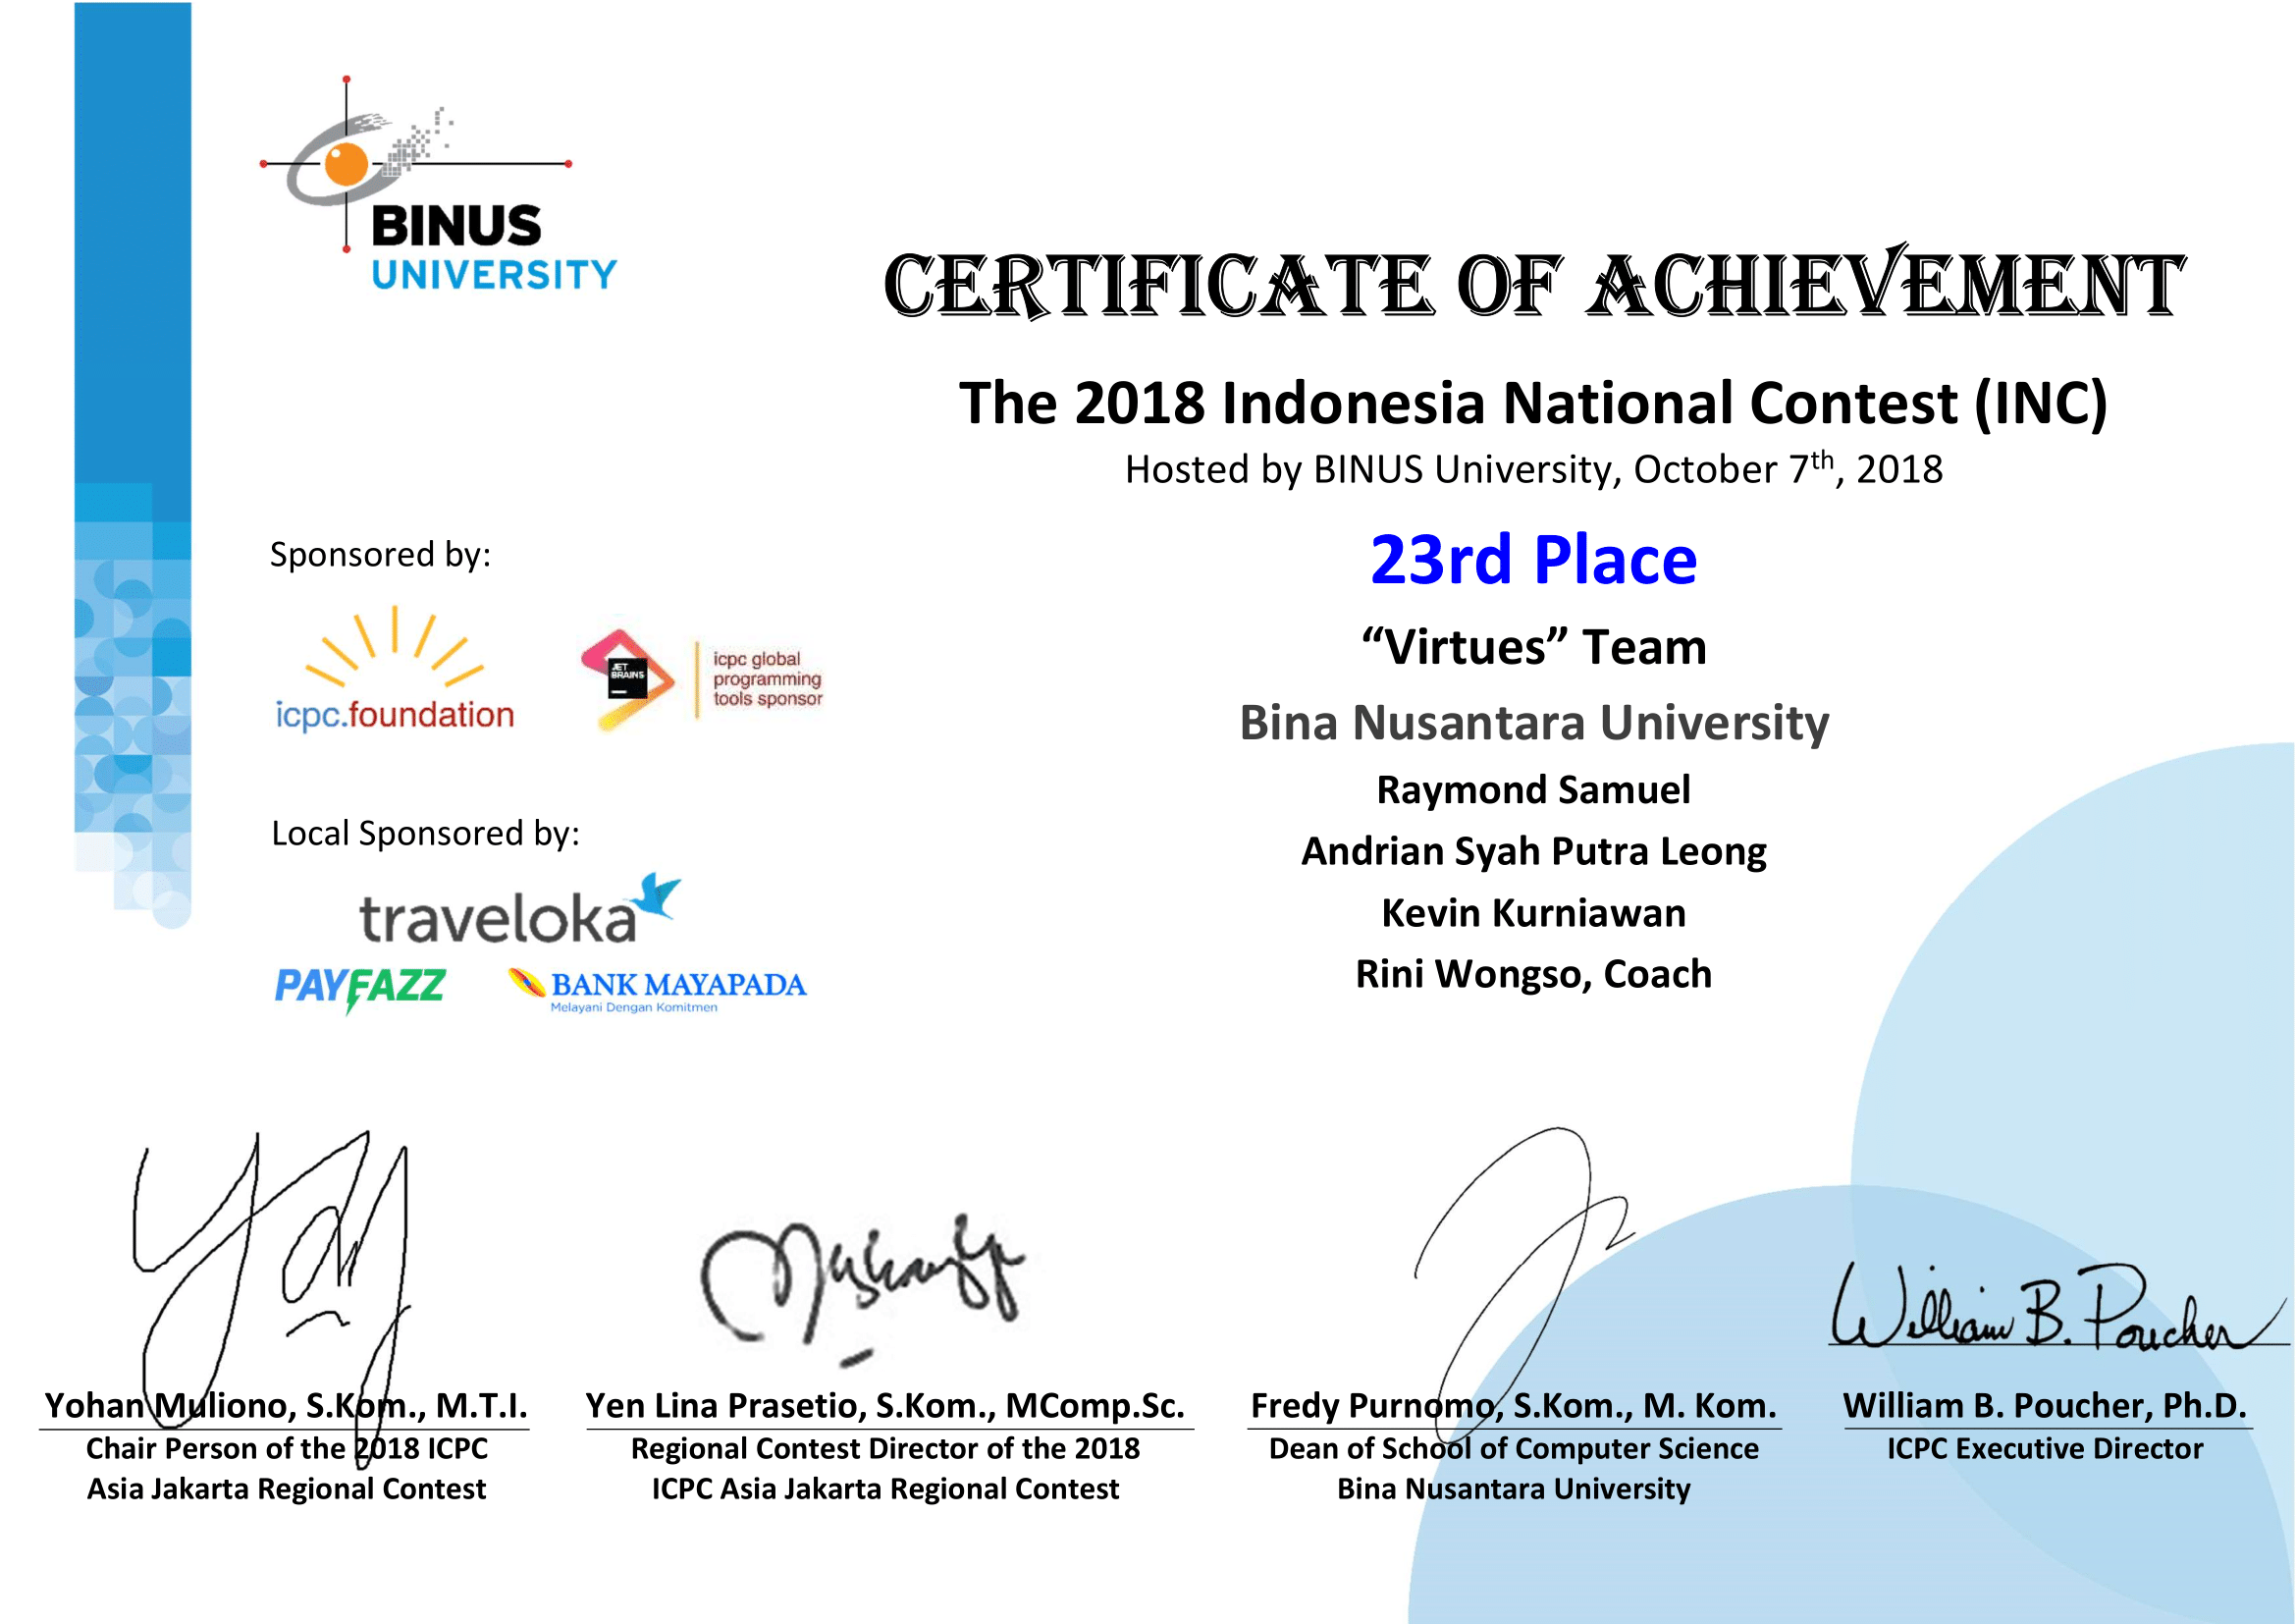 BINUS
UNIVERSITY
CERTIFICATE OF ACHIEVEMENT
The 2018 Indonesia National Contest (INC)
Hosted by BINUS University, October 7th, 2018
23rd Place
“Virtues” Team
Bina Nusantara University
Raymond Samuel
Andrian Syah Putra Leong
Kevin Kurniawan
Rini Wongso, Coach
Sponsored by:
icpc.foundation
JET
BRAINS
icpc global
programming
tools sponsor
Local Sponsored by:
traveloka
PAYFAZZ
BANK MAYAPADA
Melayani Dengan Komitmen
William B. Poucher
Yohan Muliono, S.Kom., M.T.I.
Chair Person of the 2018 ICPC
Asia Jakarta Regional Contest
Yen Lina Prasetio, S.Kom., MComp.Sc.
Regional Contest Director of the 2018
ICPC Asia Jakarta Regional Contest
Fredy Purnomo, S.Kom., M. Kom.
Dean of School of Computer Science
Bina Nusantara University
William B. Poucher, Ph.D.
ICPC Executive Director